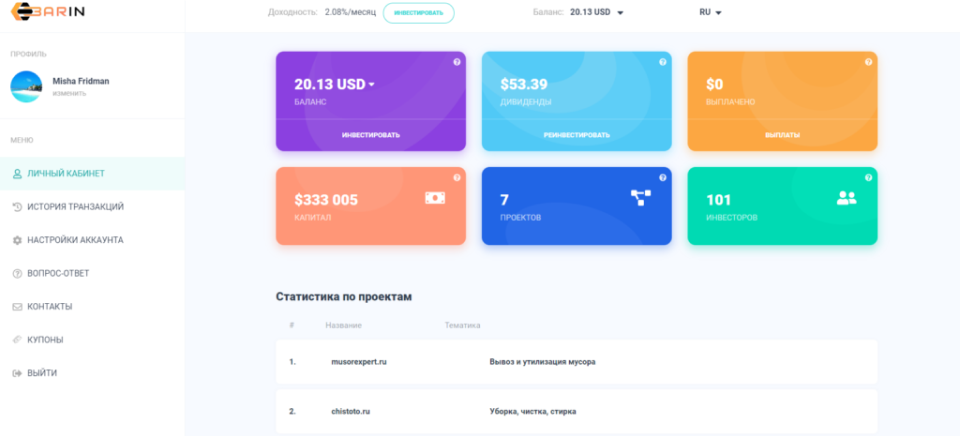 BARIN
Доходность: 2.08%/месяц ИНВЕСТИРОВАТЬ Баланс: 20.13 USD RU
ПРОФИЛЬ
Misha Fridman
изменить
МЕНЮ
ЛИЧНЫЙ КАБИНЕТ
ИСТОРИЯ ТРАНЗАКЦИЙ
НАСТРОЙКИ АККАУНТА
ВОПРОС-ОТВЕТ
КОНТАКТЫ
КУПОНЫ
ВЫЙТИ
20.13 USD
БАЛАНС
ИНВЕСТИРОВАТЬ
$53.39
ДИВИДЕНДЫ
РЕИНВЕСТИРОВАТЬ
$0
ВЫПЛАЧЕНО
ВЫПЛАТЫ
$333 005
КАПИТАЛ
7
ПРОЕКТОВ
101
ИНВЕСТОРОВ
Статистика по проектам
# Название Тематика
1. musorexpert.ru Вывоз и утилизация мусора
2. chistoto.ru Уборка, чистка, стирка